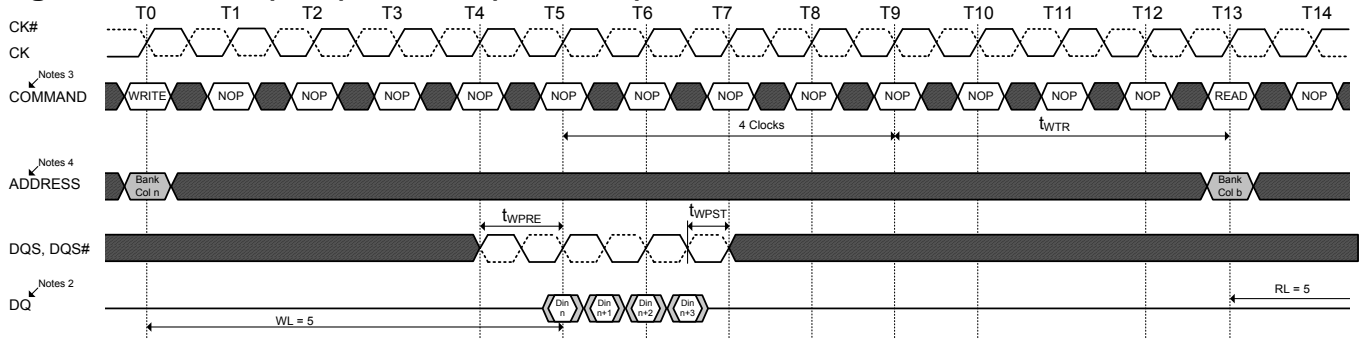 T0 T1 T2 T3 T4 T5 T6 T7 T8 T9 T10 T11 T12 T13 T14
CK#
CK
Notes 3
COMMAND WRITE NOP NOP NOP NOP NOP NOP NOP NOP NOP NOP NOP NOP READ NOP
4 Clocks tWTR
Notes 4
ADDRESS Bank Col n Bank Col b
tWPRE tWPST
DQS, DQS#
Notes 2
DQ Din n Din n+1 Din n+2 Din n+3
RL = 5
WL = 5